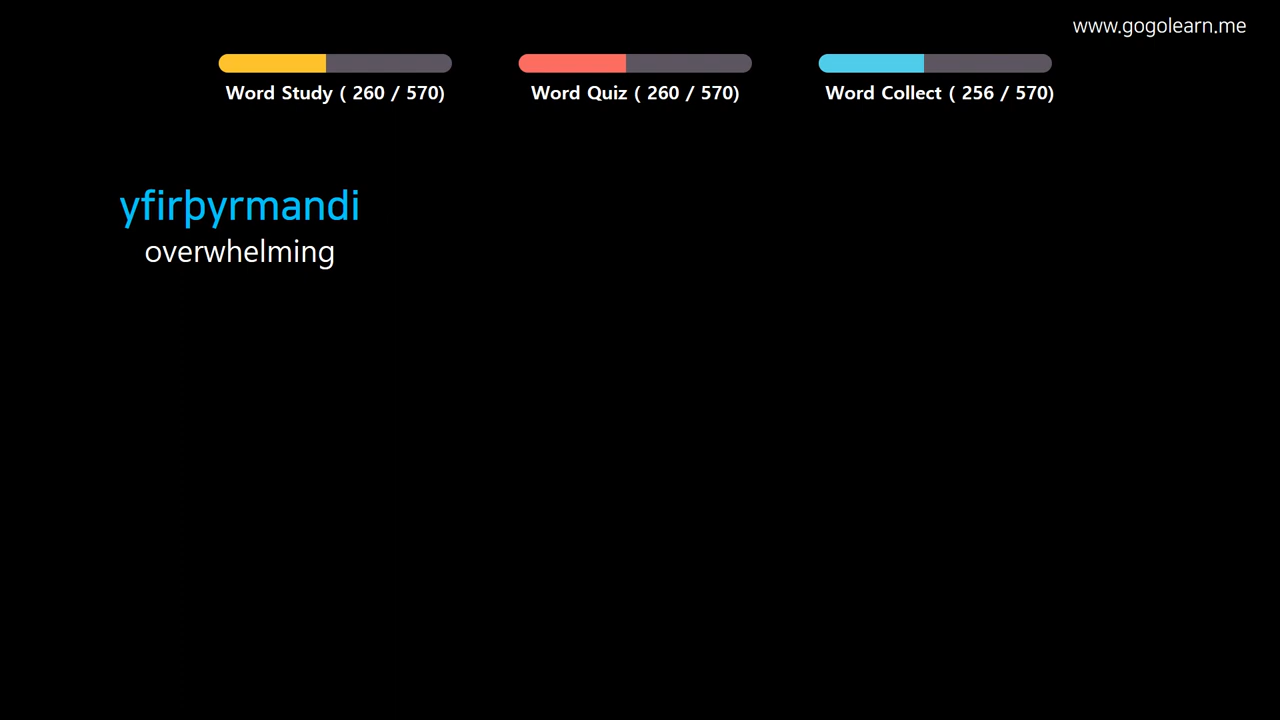 www.gogolearn.me
Word Study ( 260 / 570)
Word Quiz ( 260 / 570)
Word Collect ( 256 / 570)
yfirþyrmandi
overwhelming